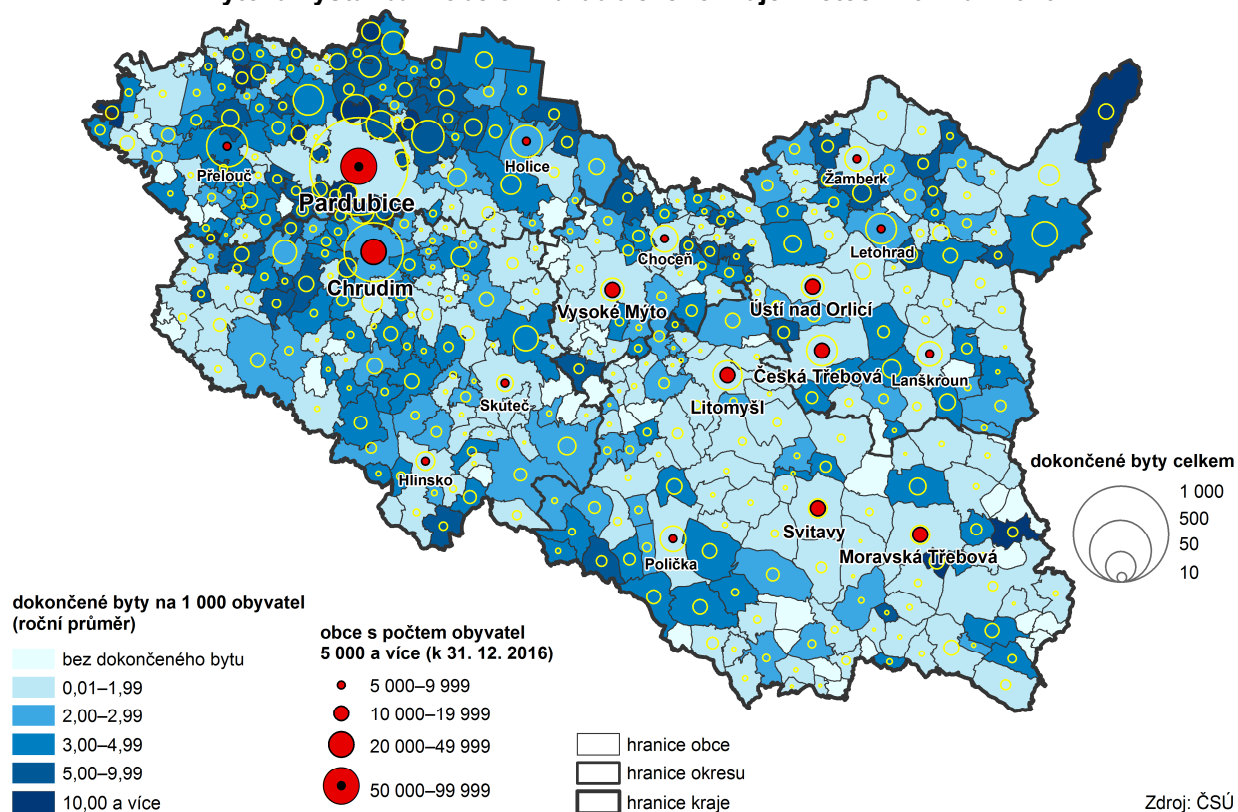 Přelouč
Pardubice
Holice
Chrudim
Žamberk
Letohrad
Choceň
Vysoké Mýto
Ústí nad Orlicí
Česká Třebová
Lanškroun
Litomyšl
Skuteč
Hlinsko
Svitavy
Moravská Třebová
Polička
dokončené byty celkem
1 000
500
50
10
dokončené byty na 1 000 obyvatel
(roční průměr)
bez dokončeného bytu
0,01–1,99
2,00–2,99
3,00–4,99
5,00–9,99
10,00 a více
obce s počtem obyvatel
5 000 a více (k 31. 12. 2016)
5 000–9 999
10 000–19 999
20 000–49 999
50 000–99 999
hranice obce
hranice okresu
hranice kraje
Zdroj: ČSÚ